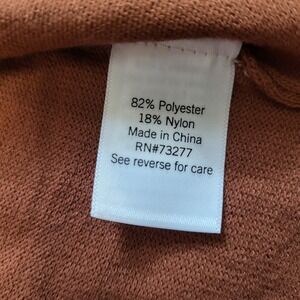 82% Polyester
18% Nylon
Made in China
RN#73277
See reverse for care